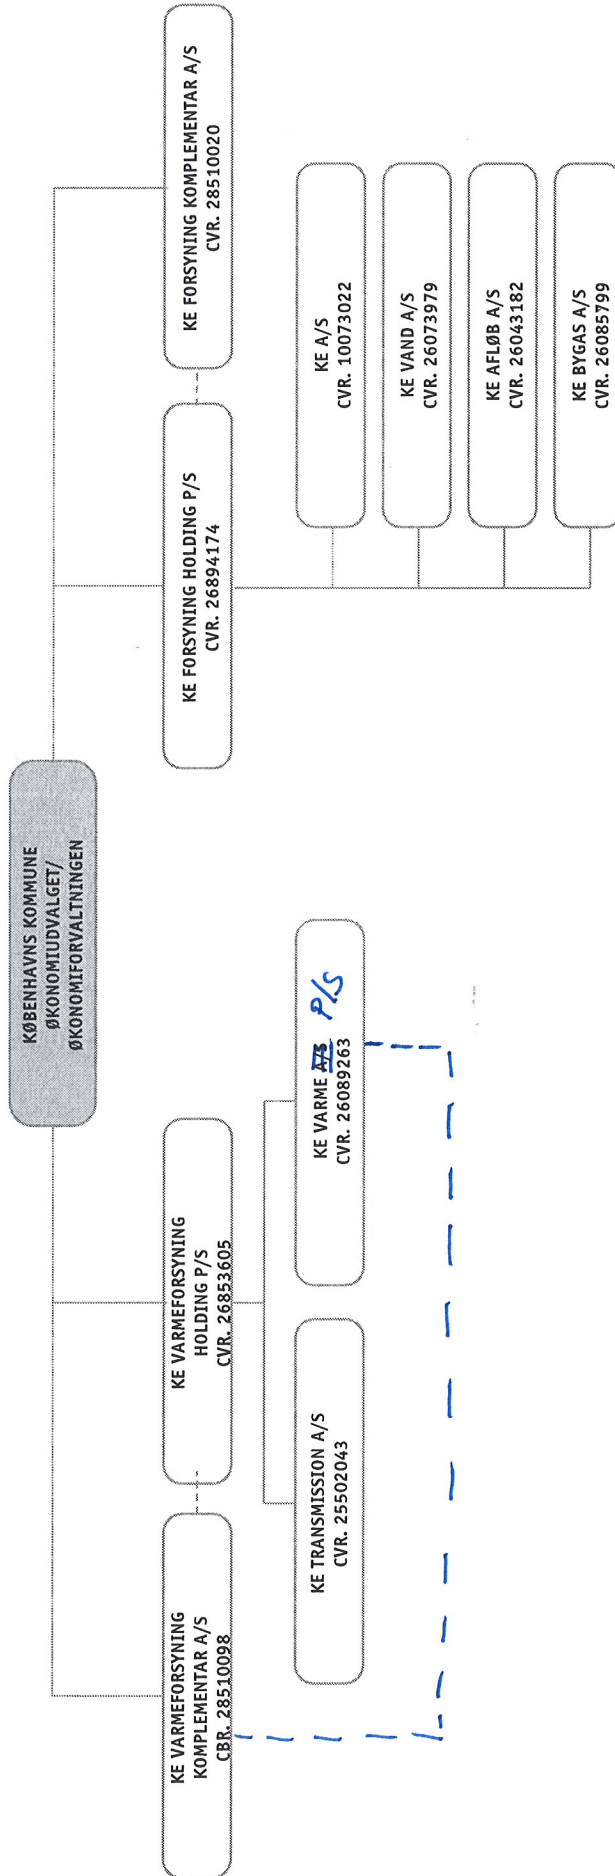 KØBENHAVNS KOMMUNE
ØKONOMIUDVALGET/
ØKONOMIFORVALTNINGEN
KE VARMEFORSYNING
KOMPLEMENTAR A/S
CBR. 28510098
KE VARMEFORSYNING
HOLDING P/S
CVR. 26853605
KE FORSYNING HOLDING P/S
CVR. 26894174
KE FORSYNING KOMPLEMENTAR A/S
CVR. 28510020
KE TRANSMISSION A/S
CVR. 25502043
KE VARME A/S P/S
CVR. 26089263
KE A/S
CVR. 10073022
KE VAND A/S
CVR. 26073979
KE AFLØB A/S
CVR. 26043182
KE BYGAS A/S
CVR. 26085799